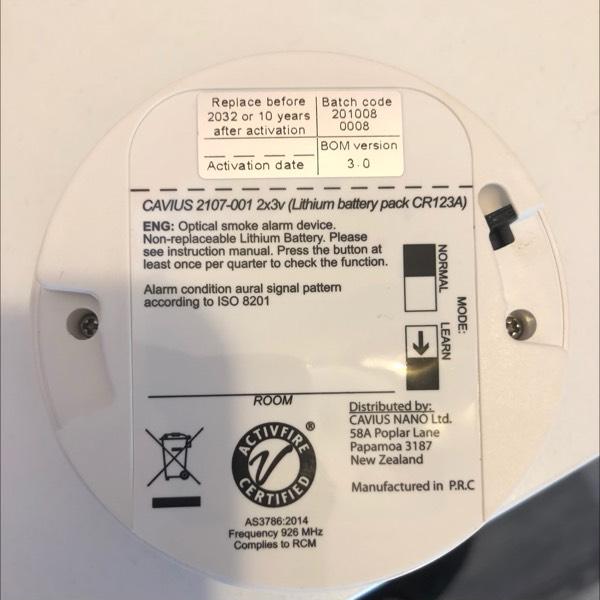 Replace before
2032 or 10 years
after activation
Activation date
Batch code
201008
0008
BOM version
3.0
CAVIUS 2107-001 2x3v (Lithium battery pack CR123A)
ENG: Optical smoke alarm device.
Non-replaceable Lithium Battery. Please
see instruction manual. Press the button at
least once per quarter to check the function.
Alarm condition aural signal pattern
according to ISO 8201
MODE:
NORMAL
LEARN
ROOM
ACTIVFIRE ®
CERTIFIED
AS3786:2014
Frequency 926 MHz
Complies to RCM
Distributed by:
CAVIUS NANO Ltd.
58A Poplar Lane
Papamoa 3187
New Zealand
Manufactured in P.R.C